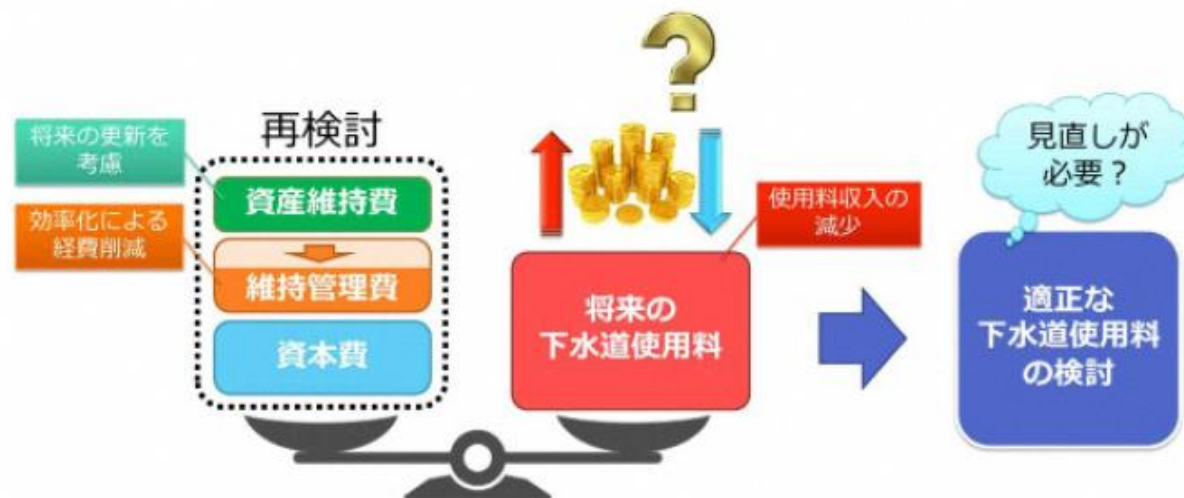 再検討
将来の更新を
考慮
資産維持費
効率化による
経費削減
維持管理費
資本費
?
使用料収入の
減少
将来の
下水道使用料
見直しが
必要？
適正な
下水道使用料
の検討